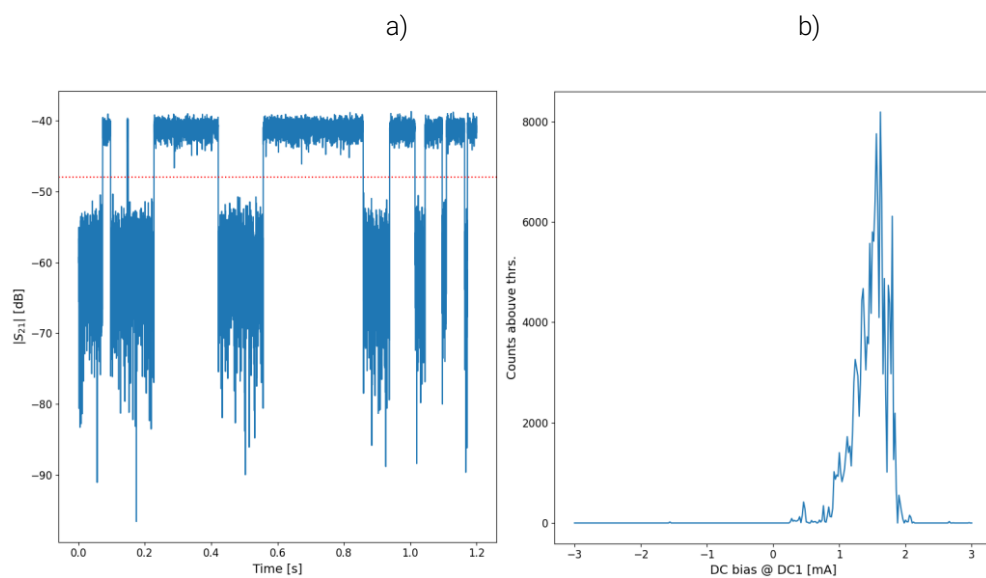 a)
b)
−40
−50
−60
−70
−80
−90
|S21| [dB]
0.0 0.2 0.4 0.6 0.8 1.0 1.2
Time [s]
8000
6000
4000
2000
0
Counts abouve thrs.
−3 −2 −1 0 1 2 3
DC bias @ DC1 [mA]